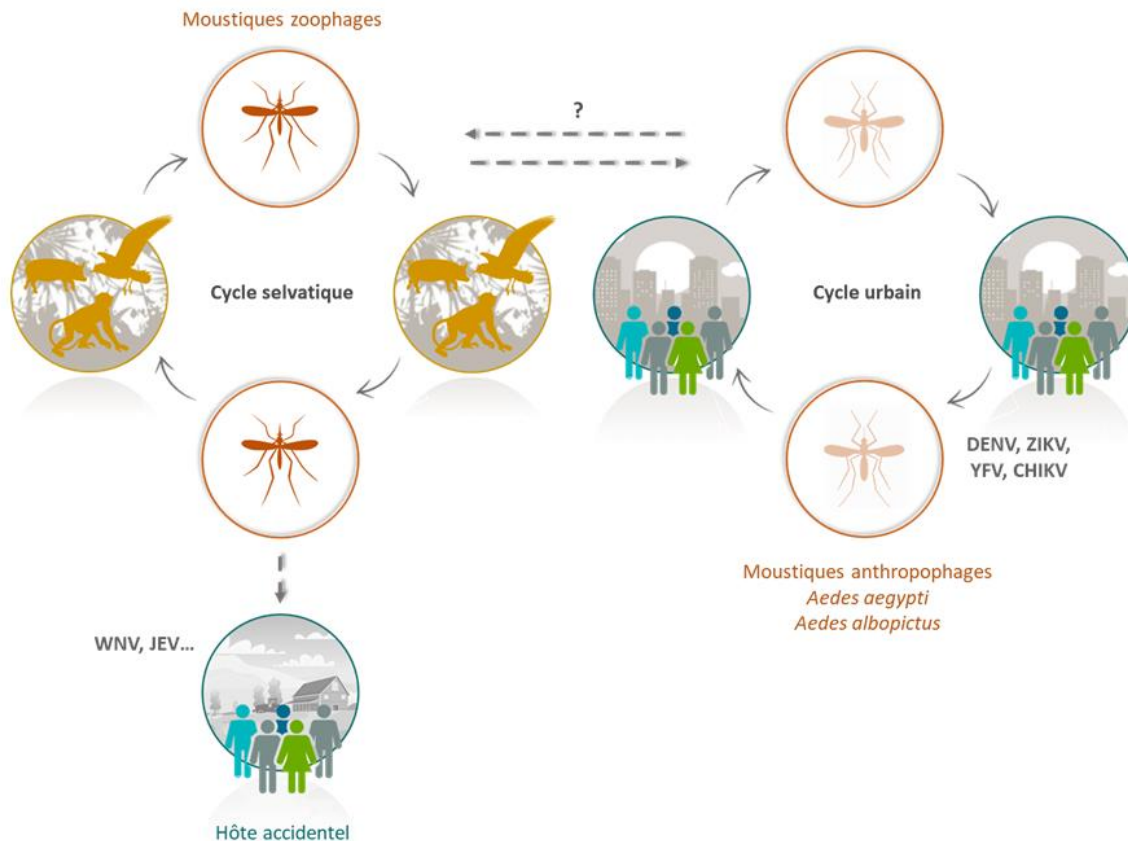 Moustiques zoophages
?
Cycle selvatique
Cycle urbain
DENV, ZIKV,
YFV, CHIKV
Moustiques anthropophages
Aedes aegypti
Aedes albopictus
WNV, JEV...
Hôte accidentel